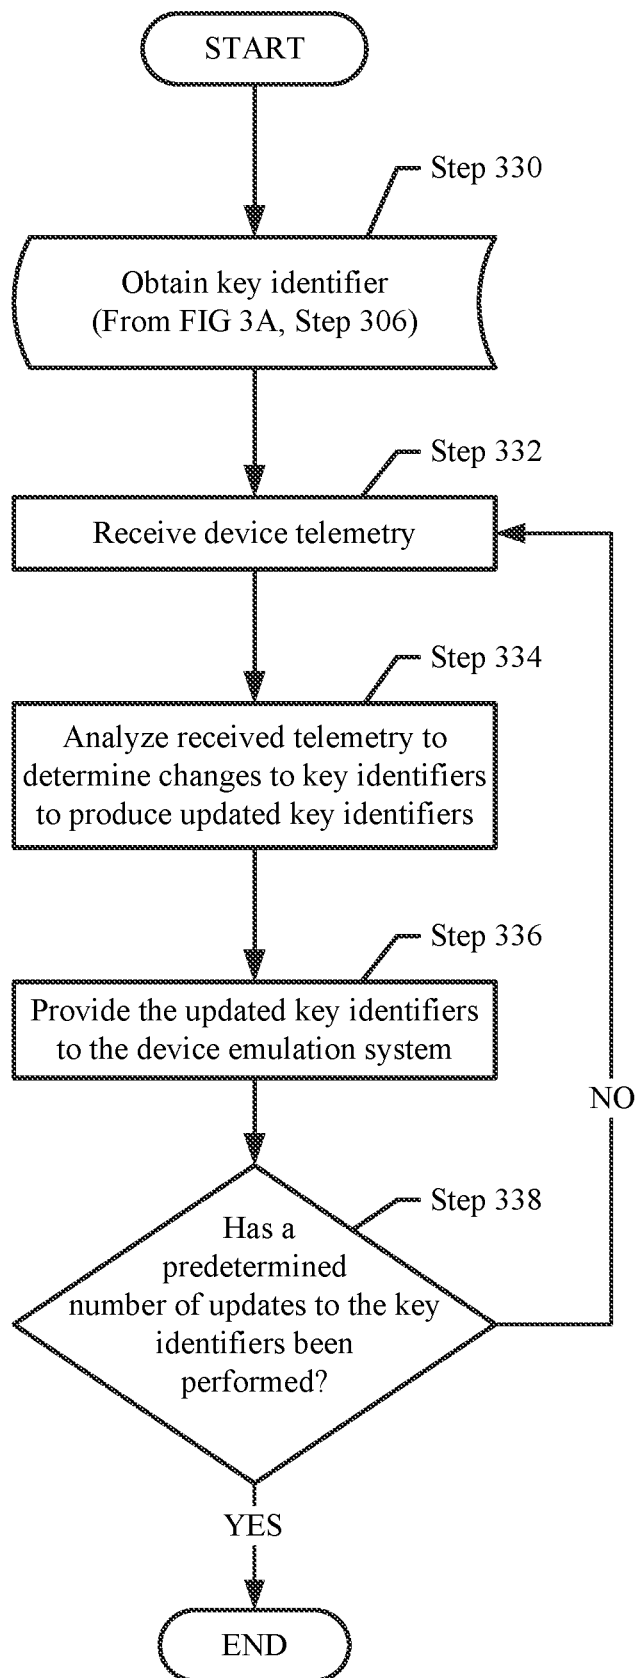 START
Step 330
Obtain key identifier
(From FIG 3A, Step 306)
Step 332
Receive device telemetry
Step 334
Analyze received telemetry to
determine changes to key identifiers
to produce updated key identifiers
Step 336
Provide the updated key identifiers
to the device emulation system
NO
Step 338
Has a
predetermined
number of updates to the key
identifiers been
performed?
YES
END